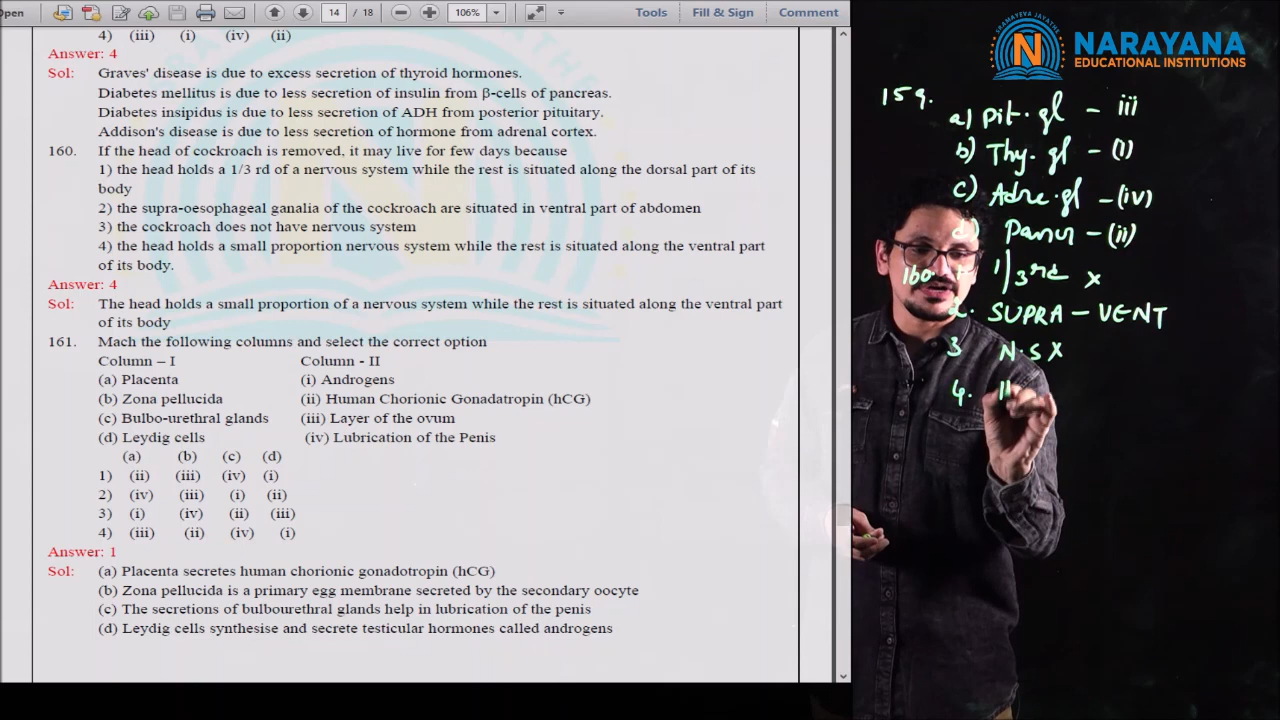 Open
14 / 18
106%
Tools
Fill & Sign
Comment
4) (iii) (i) (iv) (ii)
Answer: 4
Sol: Graves' disease is due to excess secretion of thyroid hormones.
Diabetes mellitus is due to less secretion of insulin from β-cells of pancreas.
Diabetes insipidus is due to less secretion of ADH from posterior pituitary.
Addison's disease is due to less secretion of hormone from adrenal cortex.
160. If the head of cockroach is removed, it may live for few days because
1) the head holds a 1/3 rd of a nervous system while the rest is situated along the dorsal part of its
body
2) the supra-oesophageal ganalia of the cockroach are situated in ventral part of abdomen
3) the cockroach does not have nervous system
4) the head holds a small proportion nervous system while the rest is situated along the ventral part
of its body.
Answer: 4
Sol: The head holds a small proportion of a nervous system while the rest is situated along the ventral part
of its body
161. Mach the following columns and select the correct option
Column – I Column - II
(a) Placenta (i) Androgens
(b) Zona pellucida (ii) Human Chorionic Gonadatropin (hCG)
(c) Bulbo-urethral glands (iii) Layer of the ovum
(d) Leydig cells (iv) Lubrication of the Penis
(a) (b) (c) (d)
1) (ii) (iii) (iv) (i)
2) (iv) (iii) (i) (ii)
3) (i) (iv) (ii) (iii)
4) (iii) (ii) (iv) (i)
Answer: 1
Sol: (a) Placenta secretes human chorionic gonadotropin (hCG)
(b) Zona pellucida is a primary egg membrane secreted by the secondary oocyte
(c) The secretions of bulbourethral glands help in lubrication of the penis
(d) Leydig cells synthesise and secrete testicular hormones called androgens
N
NARAYANA
EDUCATIONAL INSTITUTIONS
159.
a) Pit. gl - iii
b) Thy. gl - (i)
c) Adre. gl - (iv)
d) Pancr - (ii)
160. 1. 1/3rd x
2. SUPRA - VENT
3 N.S X
4.